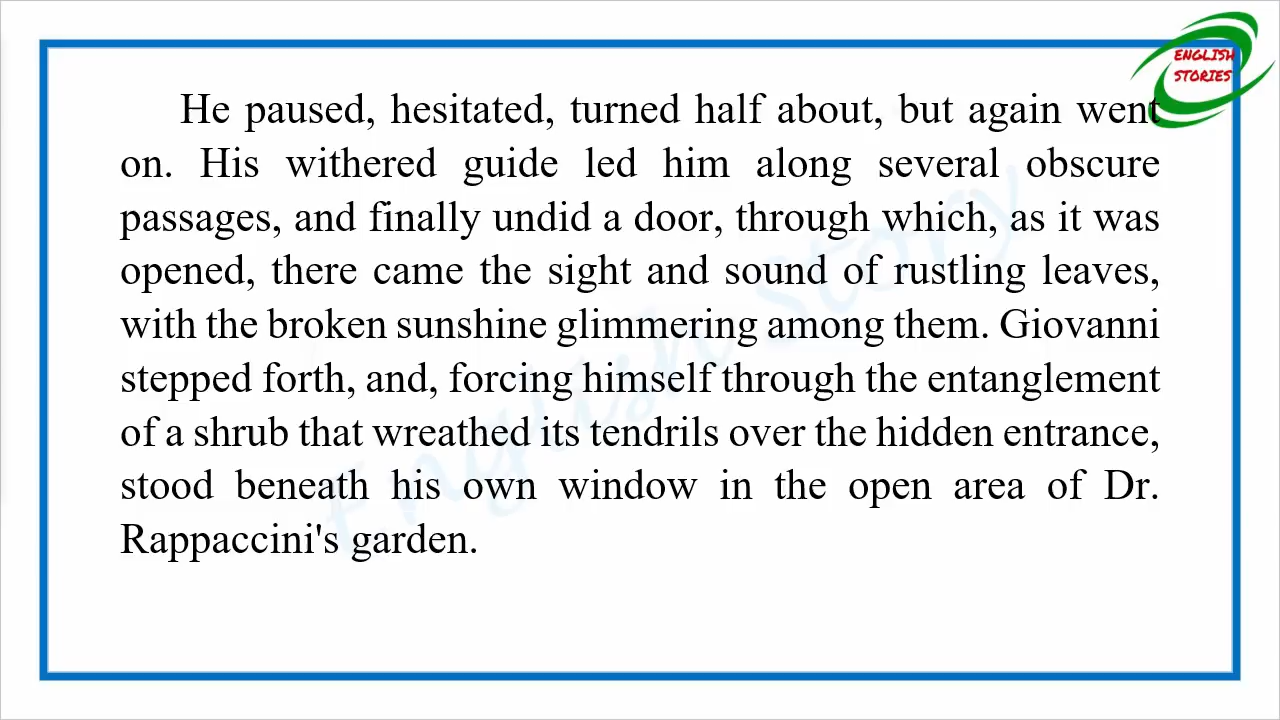 ENGLISH
STORIES
He paused, hesitated, turned half about, but again went
on. His withered guide led him along several obscure
passages, and finally undid a door, through which, as it was
opened, there came the sight and sound of rustling leaves,
with the broken sunshine glimmering among them. Giovanni
stepped forth, and, forcing himself through the entanglement
of a shrub that wreathed its tendrils over the hidden entrance,
stood beneath his own window in the open area of Dr.
Rappaccini's garden.
English Story